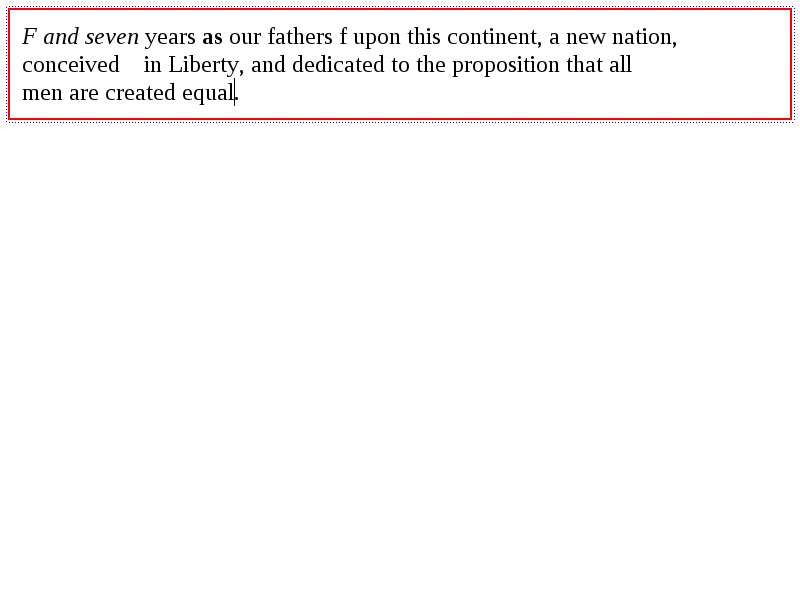 F and seven years as our fathers f upon this continent, a new nation,
conceived    in Liberty, and dedicated to the proposition that all
men are created equal.